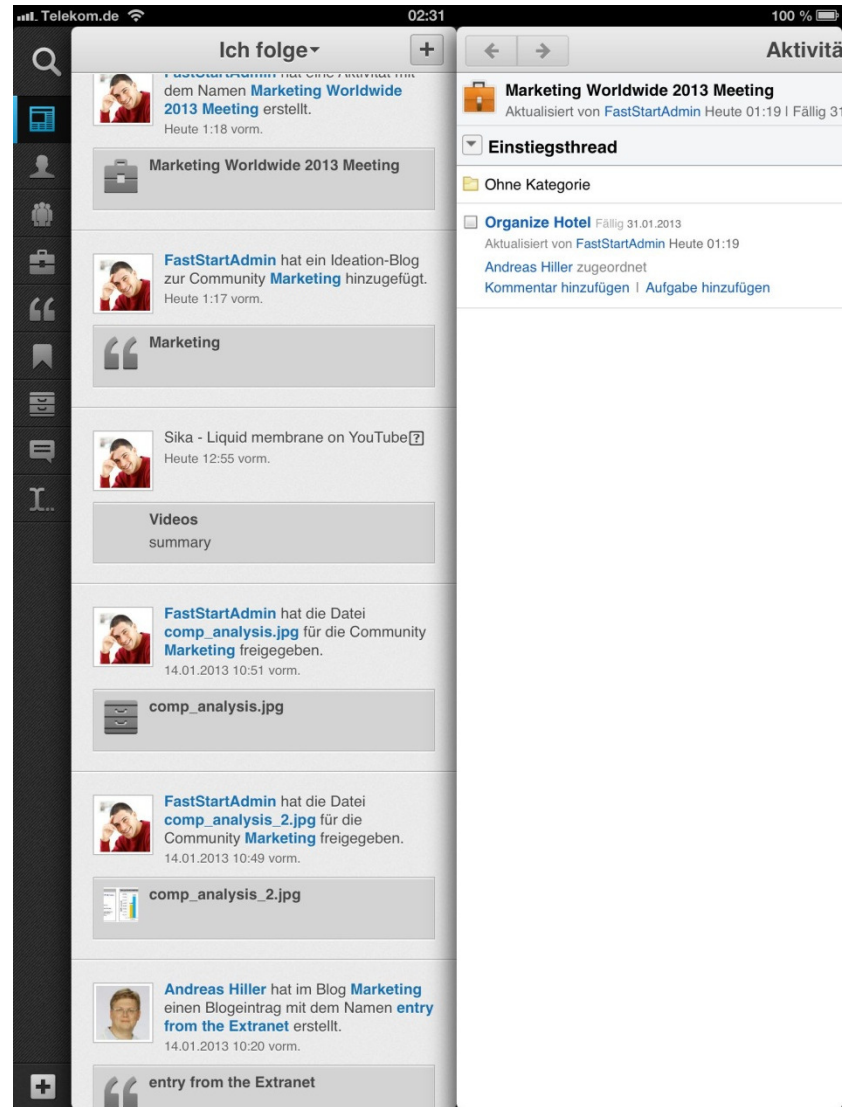 Telekom.de
02:31
100 %
Ich folge
Aktivitä
FastStartAdmin hat eine Aktivität mit
dem Namen Marketing Worldwide
2013 Meeting erstellt.
Heute 1:18 vorm.
Marketing Worldwide 2013 Meeting
FastStartAdmin hat ein Ideation-Blog
zur Community Marketing hinzugefügt.
Heute 1:17 vorm.
Marketing
Sika - Liquid membrane on YouTube
Heute 12:55 vorm.
Videos
summary
FastStartAdmin hat die Datei
comp_analysis.jpg für die Community
Marketing freigegeben.
14.01.2013 10:51 vorm.
comp_analysis.jpg
FastStartAdmin hat die Datei
comp_analysis_2.jpg für die
Community Marketing freigegeben.
14.01.2013 10:49 vorm.
comp_analysis_2.jpg
Andreas Hiller hat im Blog Marketing
einen Blogeintrag mit dem Namen entry
from the Extranet erstellt.
14.01.2013 10:20 vorm.
entry from the Extranet
Marketing Worldwide 2013 Meeting
Aktualisiert von FastStartAdmin Heute 01:19 | Fällig 31
Einstiegsthread
Ohne Kategorie
Organize Hotel Fällig 31.01.2013
Aktualisiert von FastStartAdmin Heute 01:19
Andreas Hiller zugeordnet
Kommentar hinzufügen | Aufgabe hinzufügen